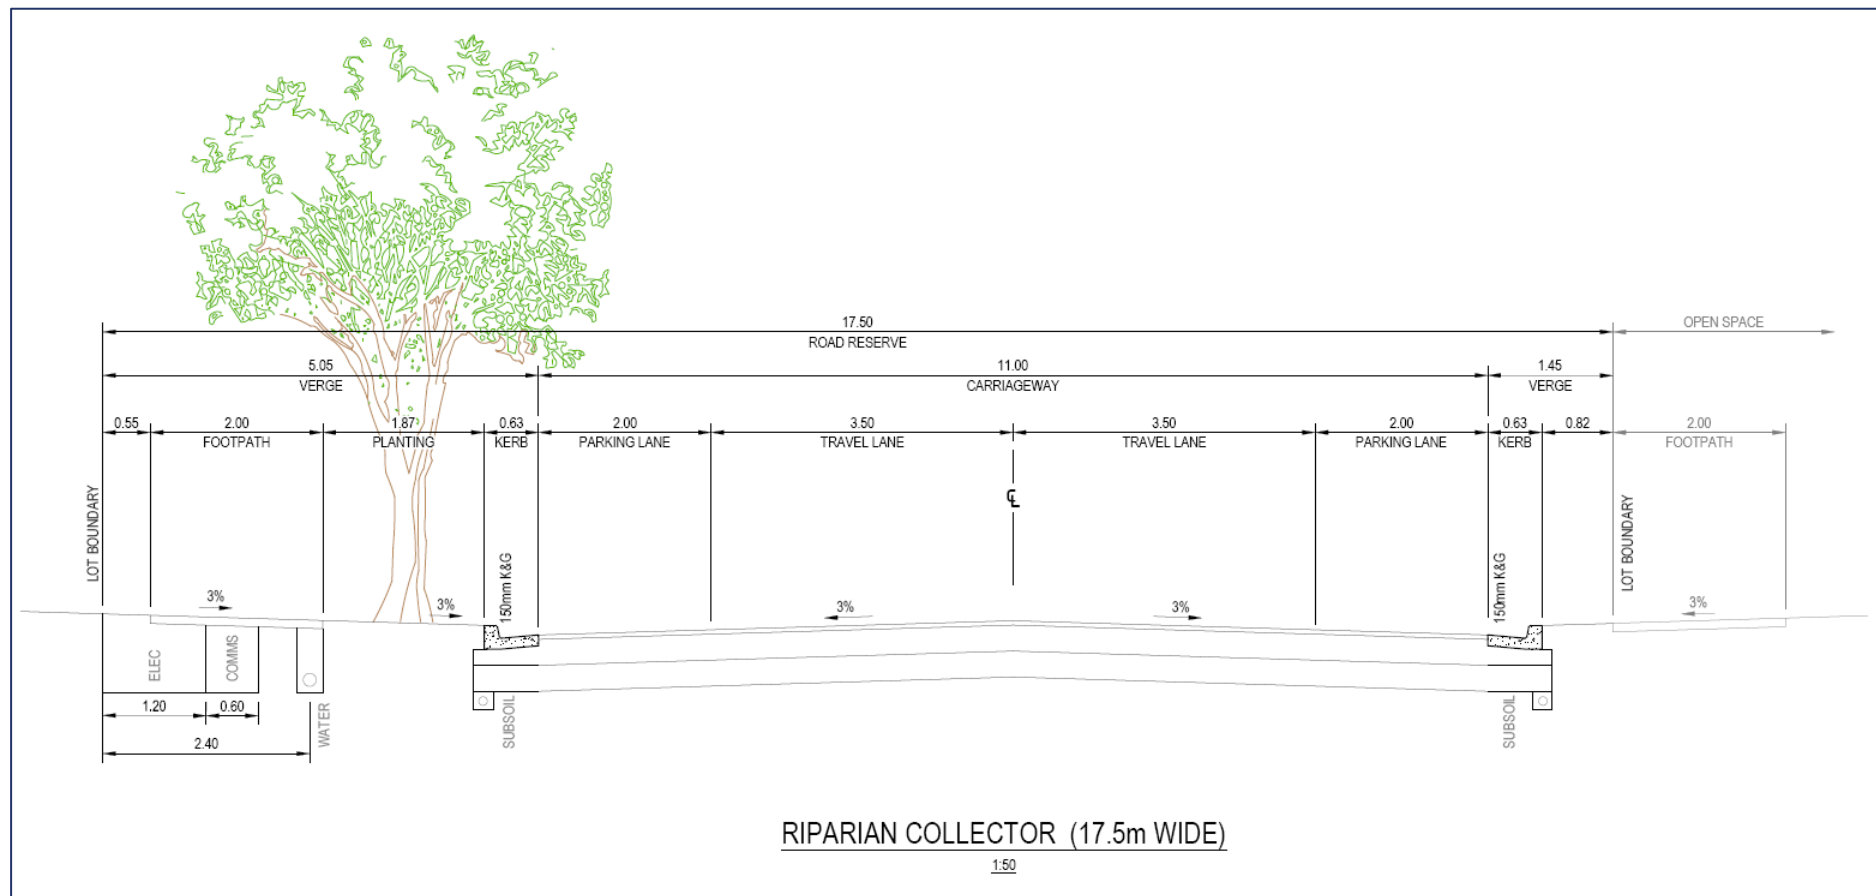 17.50
OPEN SPACE
ROAD RESERVE
5.05
11.00
1.45
VERGE
CARRIAGEWAY
VERGE
0.55
2.00
1.87
0.63
2.00
3.50
3.50
2.00
0.63
0.82
2.00
FOOTPATH
PLANTING
KERB
PARKING LANE
TRAVEL LANE
TRAVEL LANE
PARKING LANE
KERB
FOOTPATH
LOT BOUNDARY
150mm K&G
℄
150mm K&G
LOT BOUNDARY
3%
3%
3%
3%
3%
ELEC
COMMS
WATER
SUBSOIL
SUBSOIL
1.20
0.60
2.40
RIPARIAN COLLECTOR (17.5m WIDE)
1:50